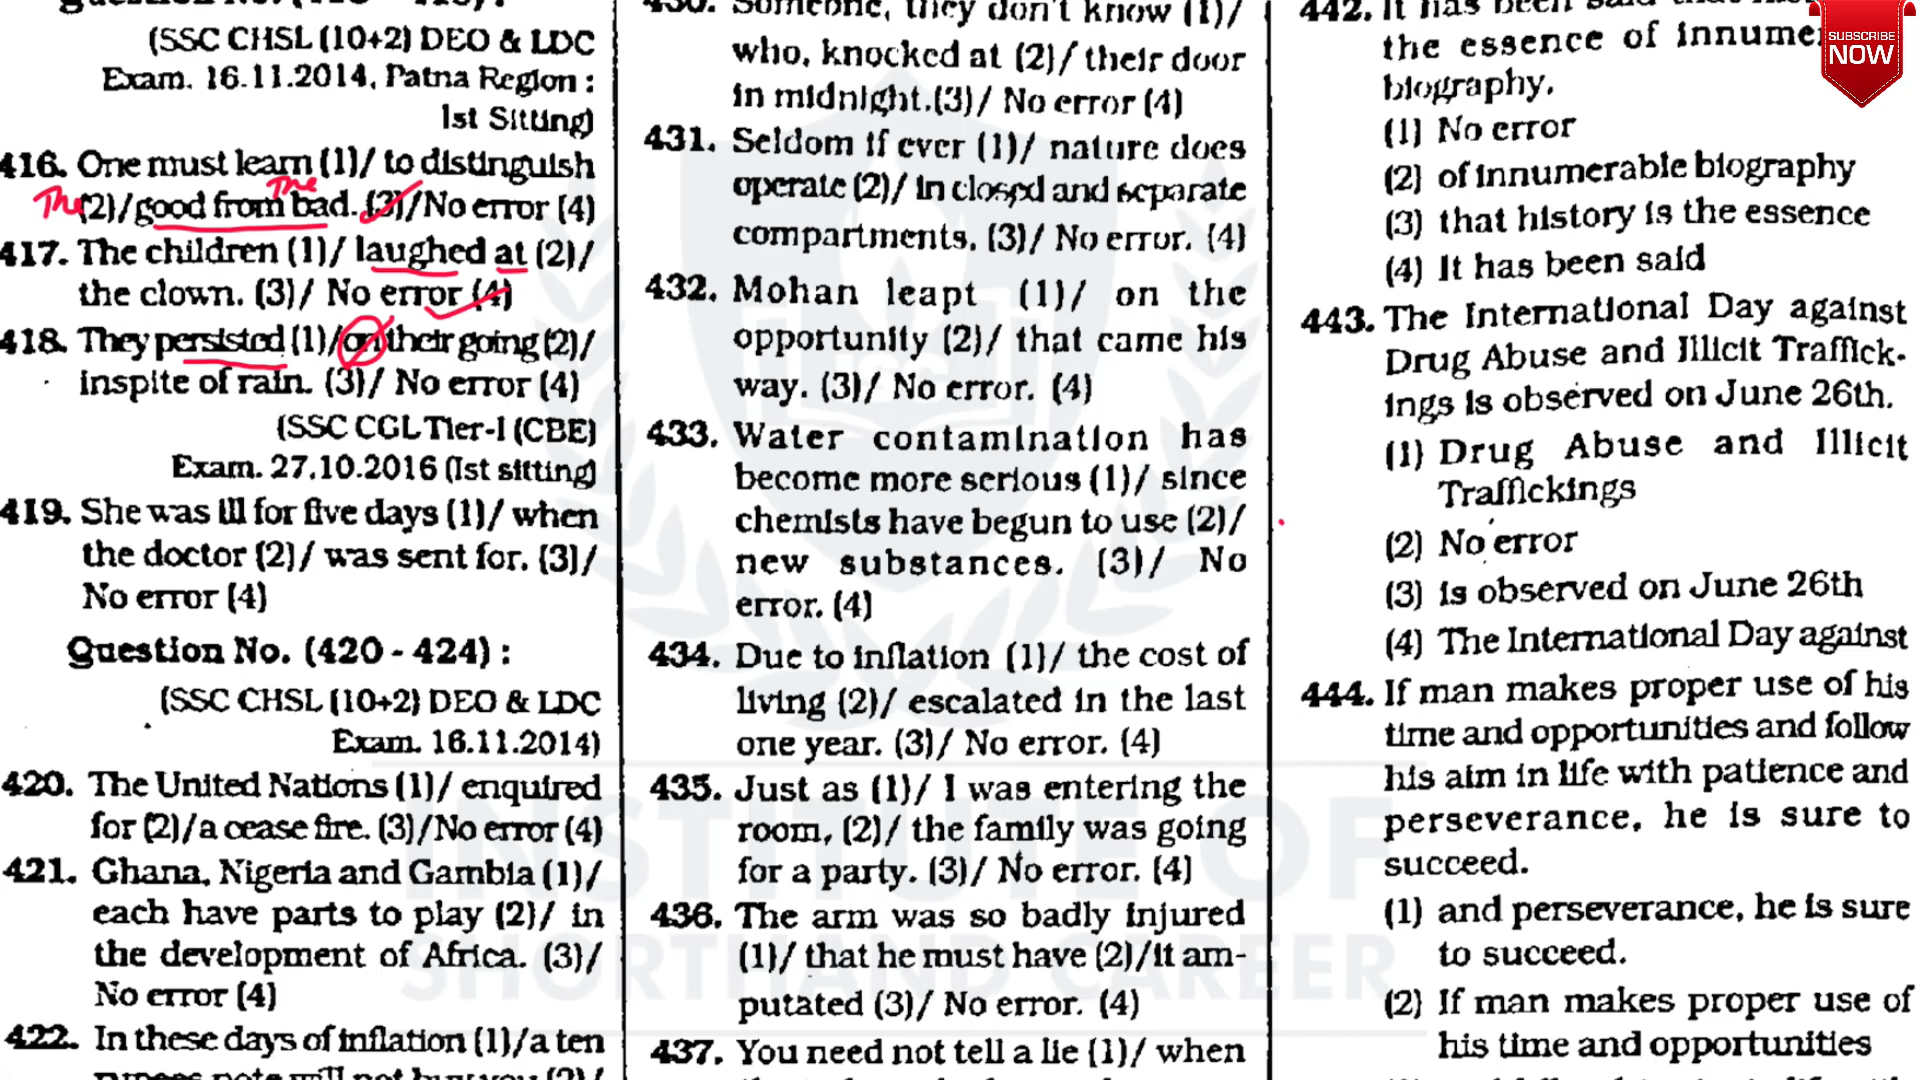 Question No.
(SSC CHSL (10+2) DEO & LDC
Exam. 16.11.2014, Patna Region :
Ist Sitting)
416. One must learn (1)/ to distinguish
The (2)/good from the bad. (3)/No error (4)
417. The children (1)/ laughed at (2)/
the clown. (3)/ No error (4)
418. They persisted (1)/on their going (2)/
inspite of rain. (3)/ No error (4)
(SSC CGL Tier-I (CBE)
Exam. 27.10.2016 (Ist sitting)
419. She was ill for five days (1)/ when
the doctor (2)/ was sent for. (3)/
No error (4)
Question No. (420 - 424) :
(SSC CHSL (10+2) DEO & LDC
Exam. 16.11.2014)
420. The United Nations (1)/ enquired
for (2)/a cease fire. (3)/No error (4)
421. Ghana, Nigeria and Gambia (1)/
each have parts to play (2)/ in
the development of Africa. (3)/
No error (4)
422. In these days of inflation (1)/a ten
rupees note will not buy you (2)/
430. Someone, they don't know (1)/
who, knocked at (2)/ their door
in midnight.(3)/ No error (4)
431. Seldom if ever (1)/ nature does
operate (2)/ in closed and separate
compartments. (3)/ No error. (4)
432. Mohan leapt (1)/ on the
opportunity (2)/ that came his
way. (3)/ No error. (4)
433. Water contamination has
become more serious (1)/ since
chemists have begun to use (2)/
new substances. (3)/ No
error. (4)
434. Due to inflation (1)/ the cost of
living (2)/ escalated in the last
one year. (3)/ No error. (4)
435. Just as (1)/ I was entering the
room, (2)/ the family was going
for a party. (3)/ No error. (4)
436. The arm was so badly injured
(1)/ that he must have (2)/it am-
putated (3)/ No error. (4)
437. You need not tell a lie (1)/ when
442. It has been said that
the essence of innumer
biography.
(1) No error
(2) of innumerable biography
(3) that history is the essence
(4) It has been said
443. The International Day against
Drug Abuse and Illicit Traffick-
ings is observed on June 26th.
(1) Drug Abuse and Illicit
Traffickings
(2) No error
(3) is observed on June 26th
(4) The International Day against
444. If man makes proper use of his
time and opportunities and follow
his aim in life with patience and
perseverance, he is sure to
succeed.
(1) and perseverance, he is sure
to succeed.
(2) If man makes proper use of
his time and opportunities
SUBSCRIBE
NOW
INSTITUTE OF
SHORTHAND CAREER